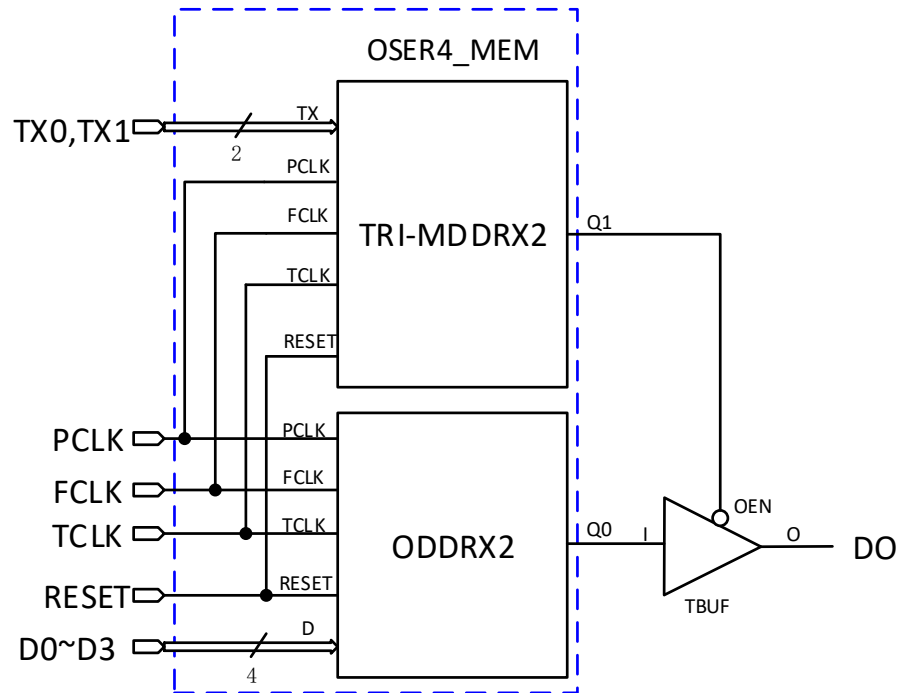 OSER4_MEM
TX0,TX1
2
TX
PCLK
FCLK
TCLK
RESET
TRI-MDDRX2
Q1
PCLK
FCLK
TCLK
RESET
D0~D3
4
PCLK
FCLK
TCLK
RESET
D
ODDRX2
Q0
I
OEN
O
DO
TBUF